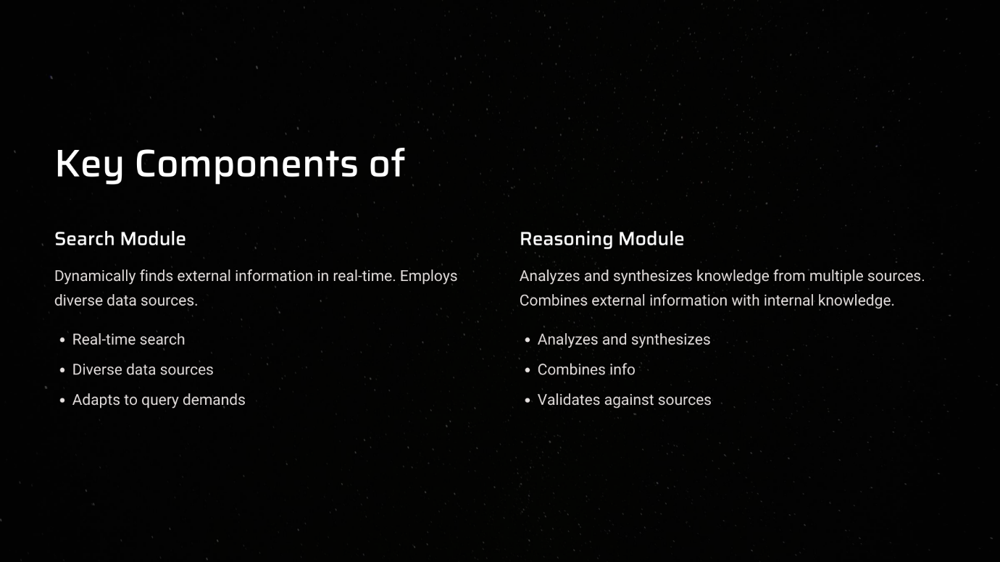 Key Components of
Search Module
Dynamically finds external information in real-time. Employs
diverse data sources.
• Real-time search
• Diverse data sources
• Adapts to query demands
Reasoning Module
Analyzes and synthesizes knowledge from multiple sources.
Combines external information with internal knowledge.
• Analyzes and synthesizes
• Combines info
• Validates against sources